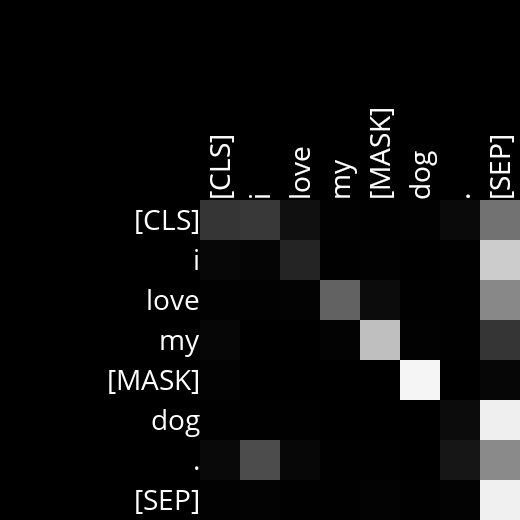 [CLS] i love my [MASK] dog . [SEP]
[CLS]
i
love
my
[MASK]
dog
.
[SEP]